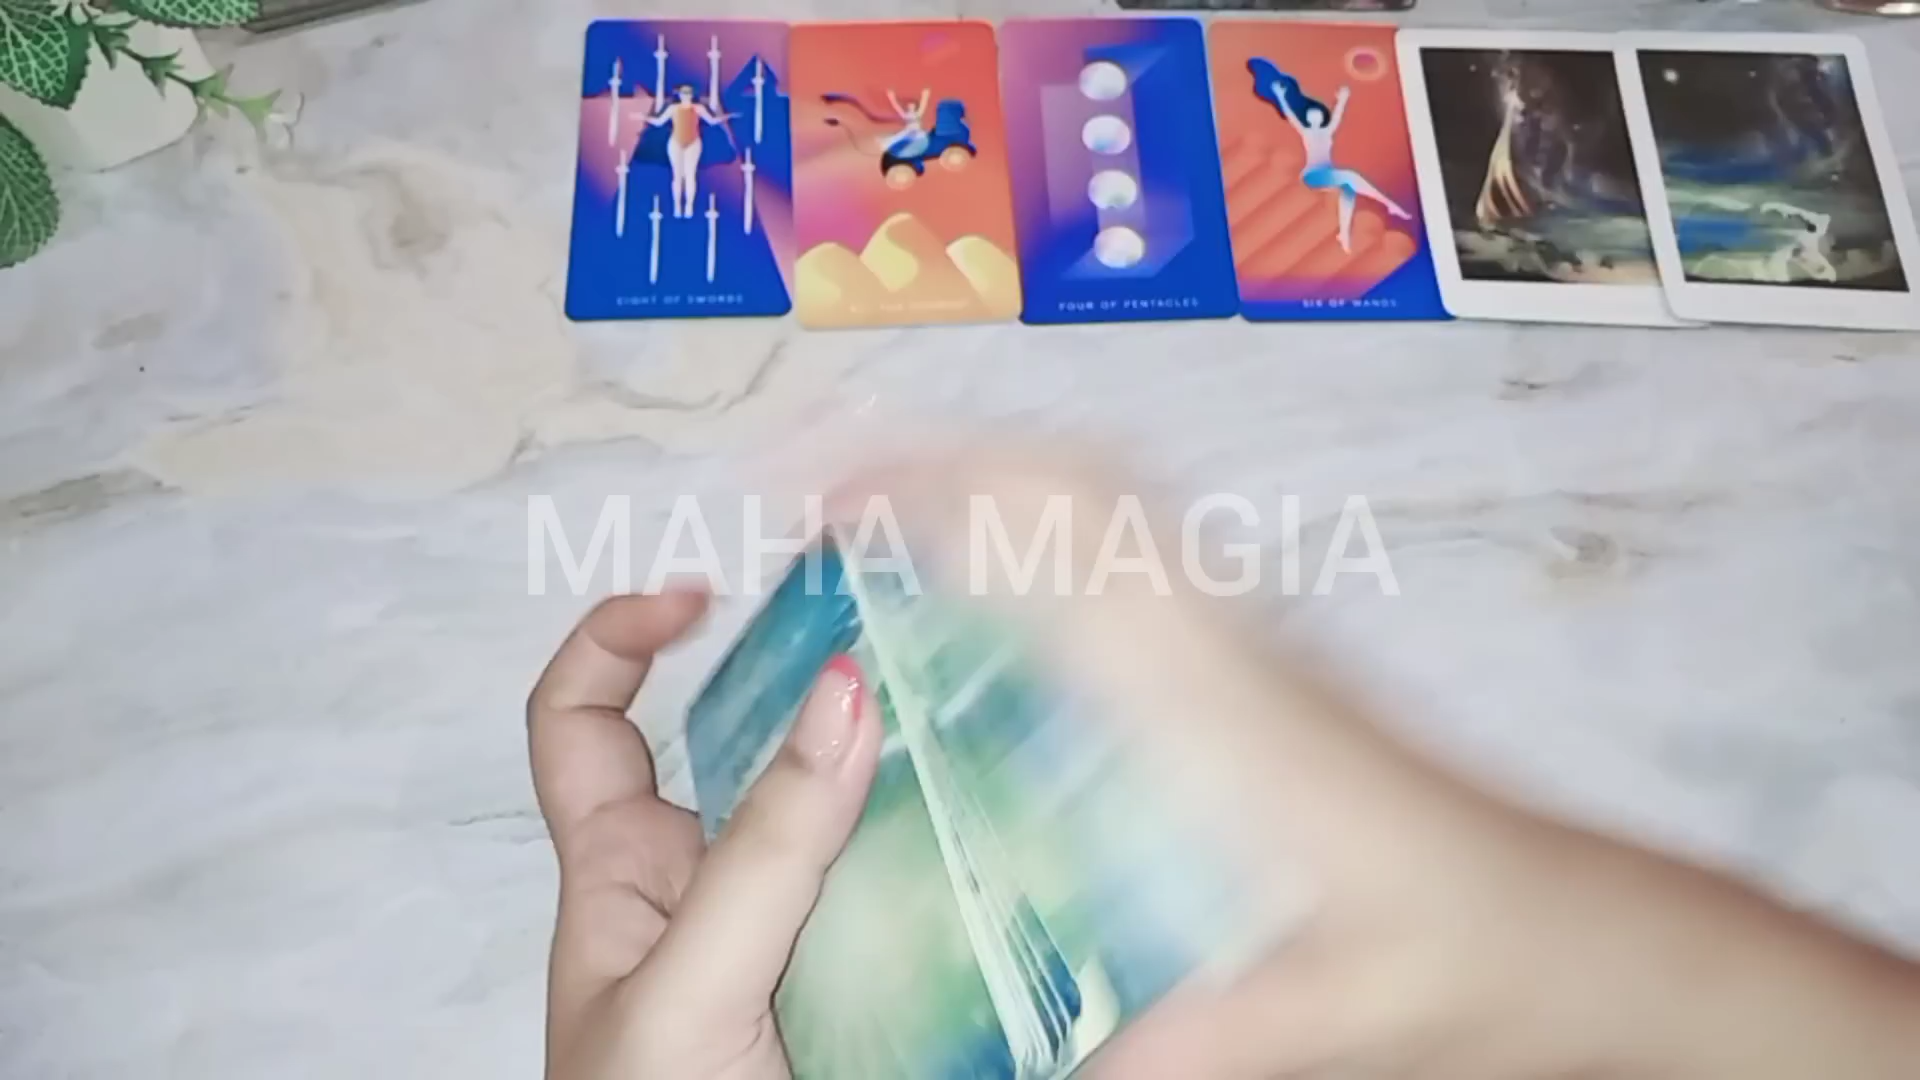 EIGHT OF SWORDS
FOUR OF PENTACLES
SIX OF WANDS
MAHA MAGIA